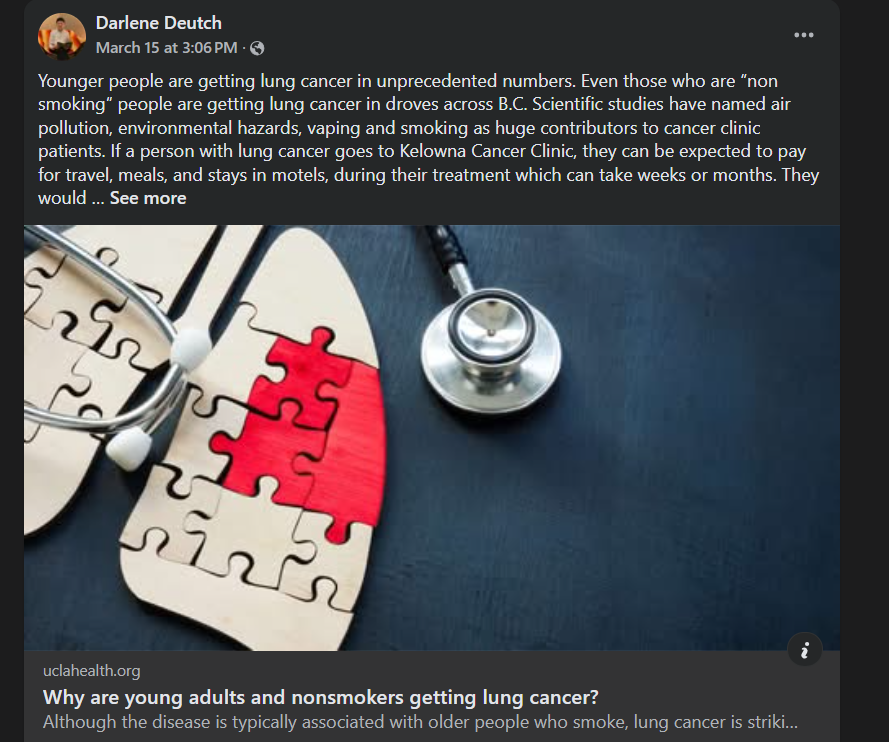 Darlene Deutch
March 15 at 3:06 PM ·
Younger people are getting lung cancer in unprecedented numbers. Even those who are "non
smoking" people are getting lung cancer in droves across B.C. Scientific studies have named air
pollution, environmental hazards, vaping and smoking as huge contributors to cancer clinic
patients. If a person with lung cancer goes to Kelowna Cancer Clinic, they can be expected to pay
for travel, meals, and stays in motels, during their treatment which can take weeks or months. They
would ... See more
uclahealth.org
Why are young adults and nonsmokers getting lung cancer?
Although the disease is typically associated with older people who smoke, lung cancer is striki...